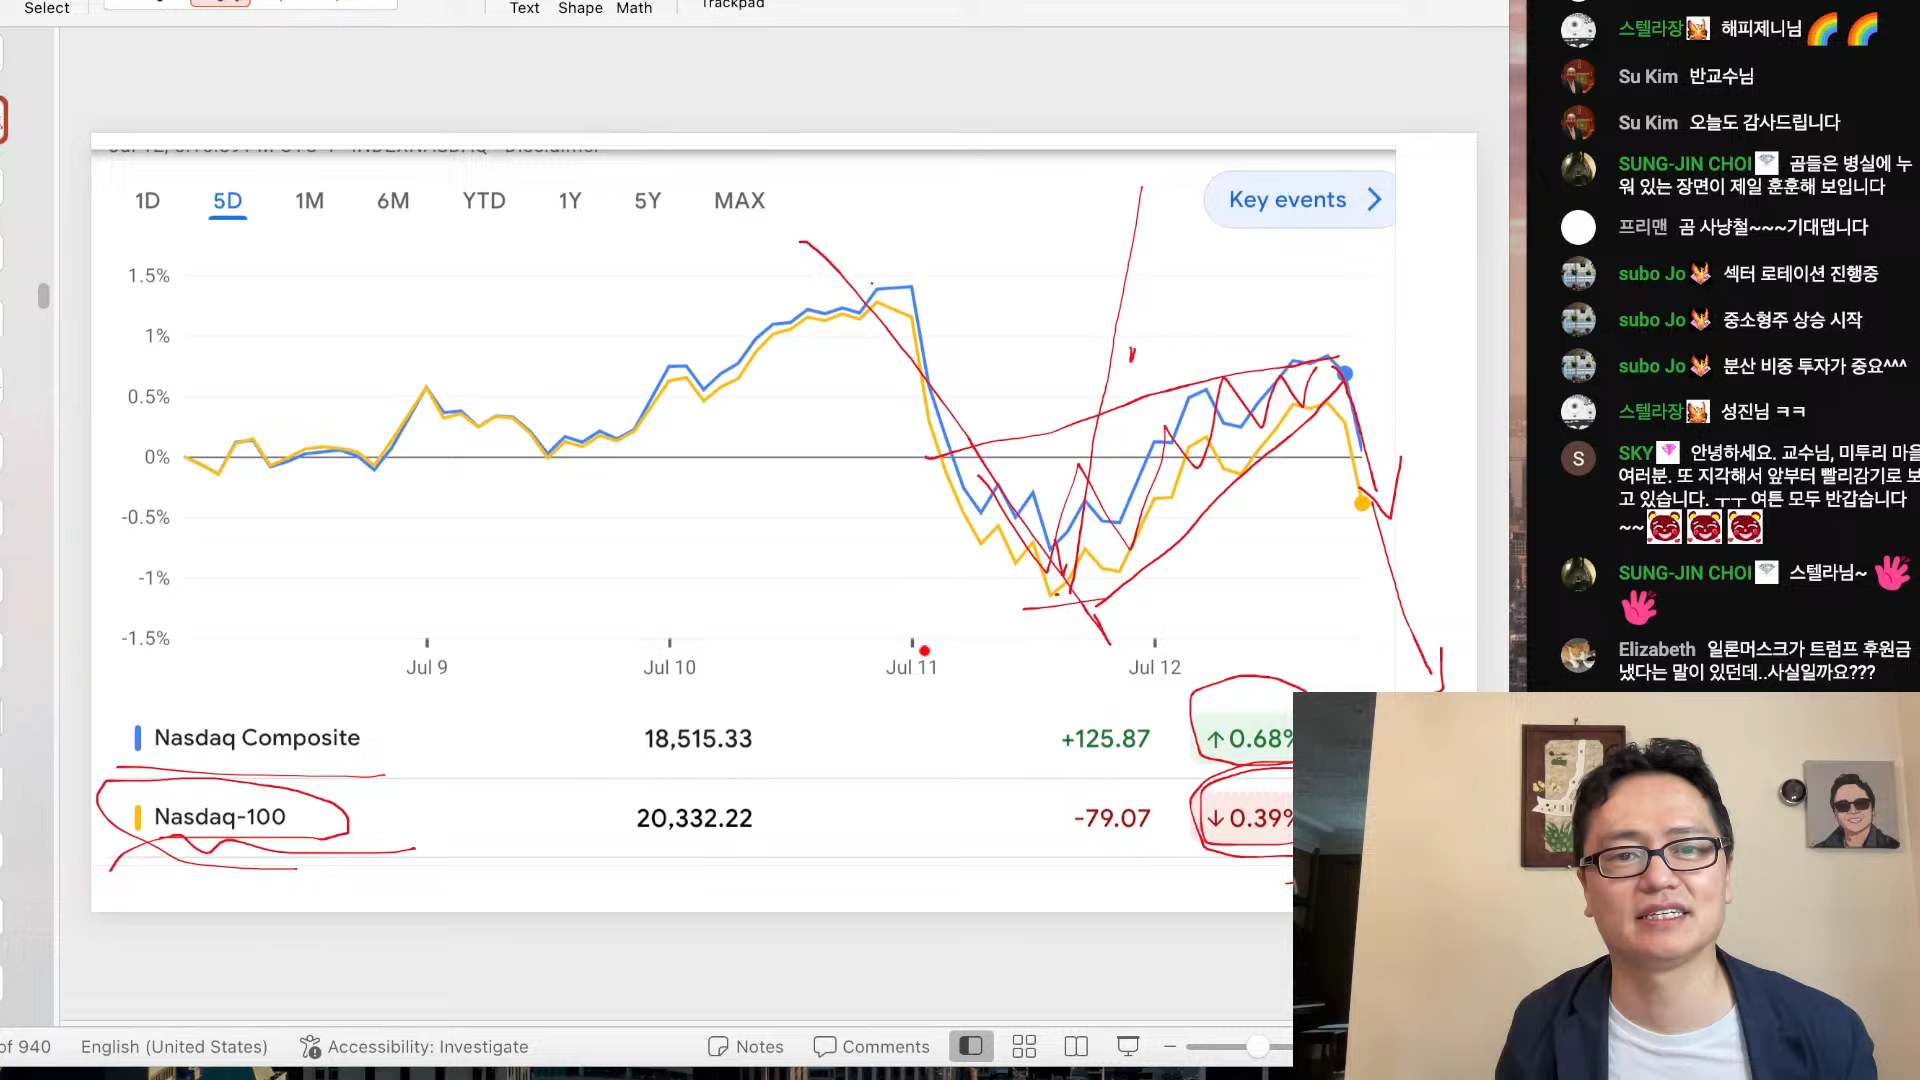 Select
Text Shape Math
Trackpad
1D 5D 1M 6M YTD 1Y 5Y MAX
Key events
1.5%
1%
0.5%
0%
-0.5%
-1%
-1.5%
Jul 9 Jul 10 Jul 11 Jul 12
Nasdaq Composite 18,515.33 +125.87 ↑0.68%
Nasdaq-100 20,332.22 -79.07 ↓0.39%
of 940 English (United States) Accessibility: Investigate Notes Comments
스텔라장 해피제니님
Su Kim 반교수님
Su Kim 오늘도 감사드립니다
SUNG-JIN CHOI 곰들은 병실에 누
워 있는 장면이 제일 훈훈해 보입니다
프리맨 곰 사냥철~~~기대댑니다
subo Jo 섹터 로테이션 진행중
subo Jo 중소형주 상승 시작
subo Jo 분산 비중 투자가 중요^^^
스텔라장 성진님 ㅋㅋ
S
SKY 안녕하세요. 교수님, 미투리 마을
여러분. 또 지각해서 앞부터 빨리감기로 보
고 있습니다. ㅜㅜ 여튼 모두 반갑습니다
~~
SUNG-JIN CHOI 스텔라님~
Elizabeth 일론머스크가 트럼프 후원금
냈다는 말이 있던데..사실일까요???